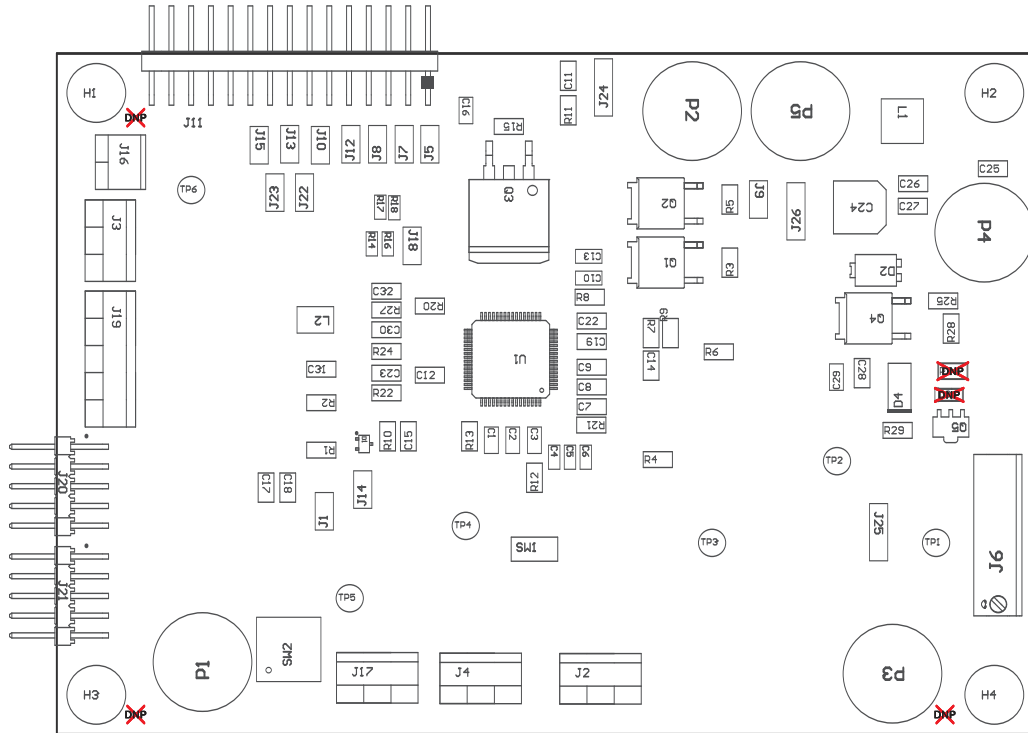 H1
DNP
J11
C16
C11
R11
J24
P2
P5
L1
H2
J16
J15
J13
J10
J12
J8
J7
J5
R15
C25
TP6
J23
J22
R17
R18
Q3
Q2
R5
J9
J26
C24
C26
C27
P4
J3
R14
R16
J18
C13
Q1
R3
D2
C10
C32
R8
R25
J19
R27
R20
L2
C30
C22
R7
R9
Q4
R28
R24
C19
R6
U1
C31
C23
C12
C9
C14
C29
C28
DNP
R22
C8
DNP
R2
C7
D4
R21
R29
Q5
R10
C15
R13
C1
C2
C3
R1
C4
C5
C6
R4
TP2
J20
C17
C18
J14
R12
J1
TP4
J25
SW1
TP3
TP1
J9
J21
TP5
SW2
P1
J17
J4
J2
P3
H3
H4
DNP
DNP